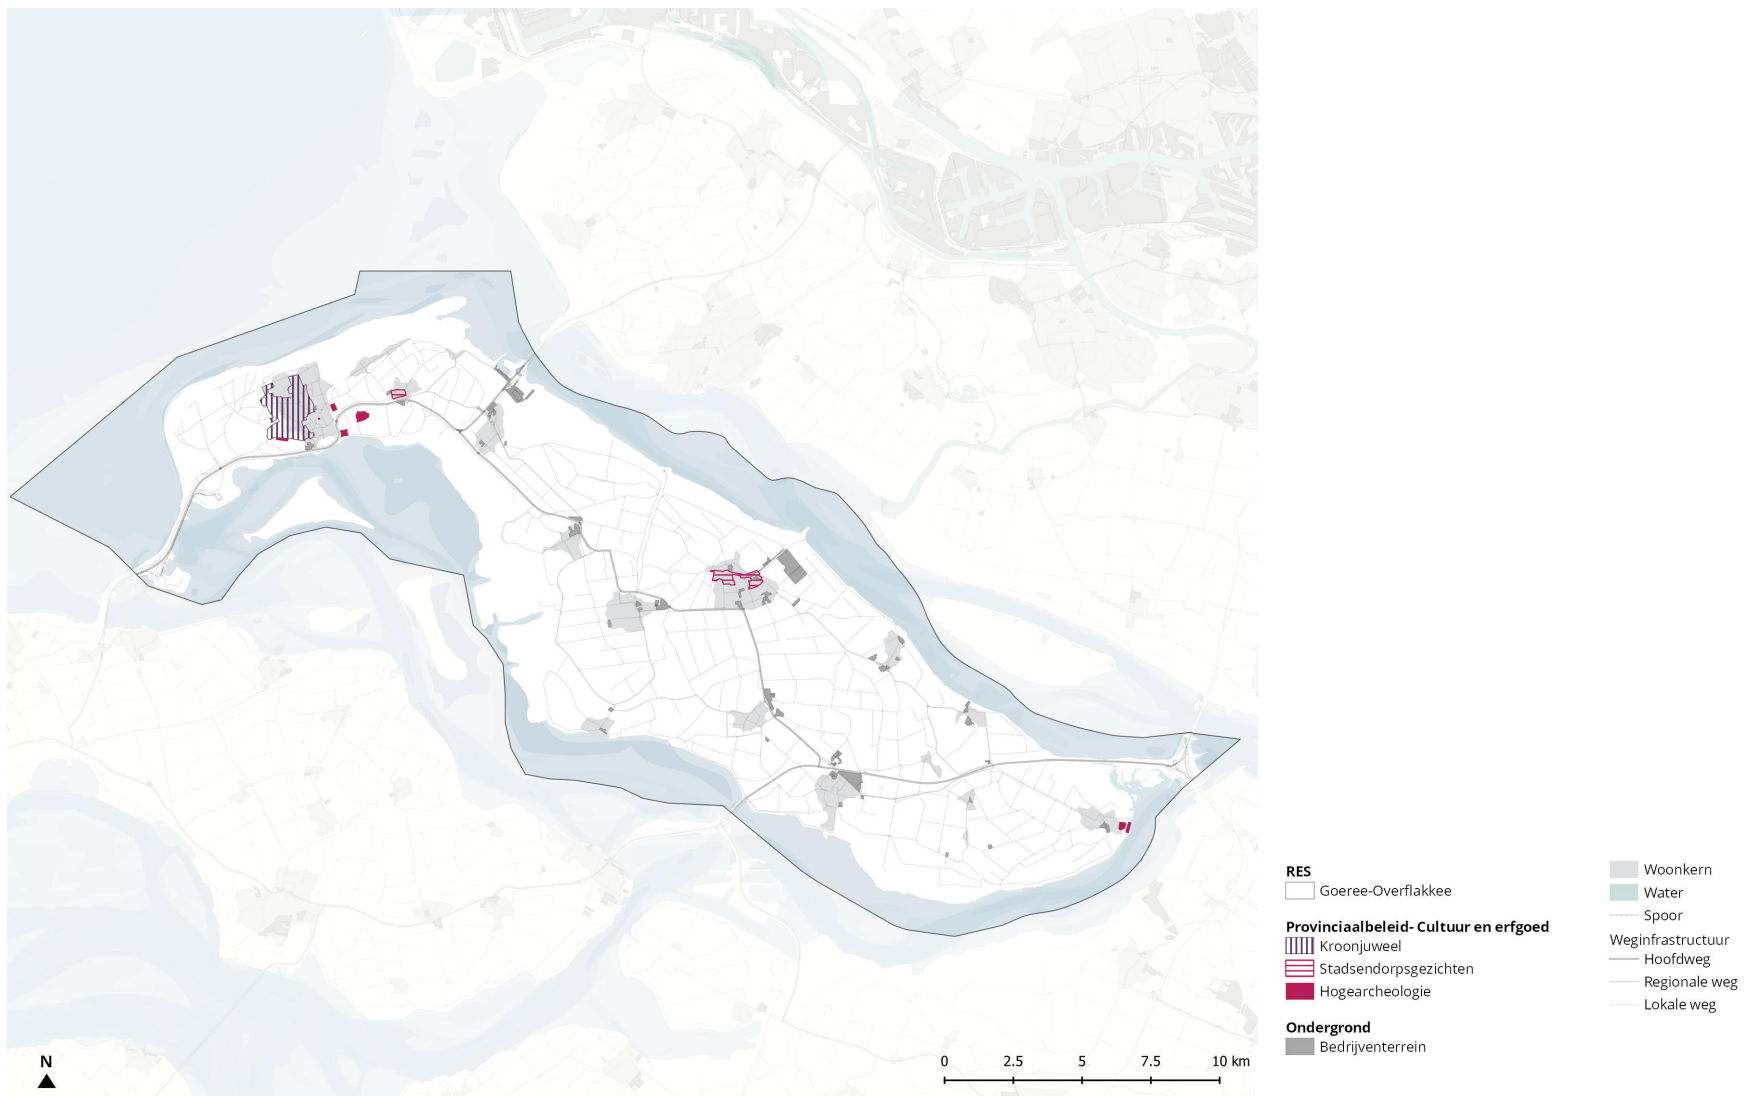 RES
Goeree-Overflakkee
Provinciaalbeleid- Cultuur en erfgoed
Kroonjuweel
Stadsendorpsgezichten
Hogearcheologie
Ondergrond
Bedrijventerrein
Woonkern
Water
Spoor
Weginfrastructuur
Hoofdweg
Regionale weg
Lokale weg
N
0 2.5 5 7.5 10 km